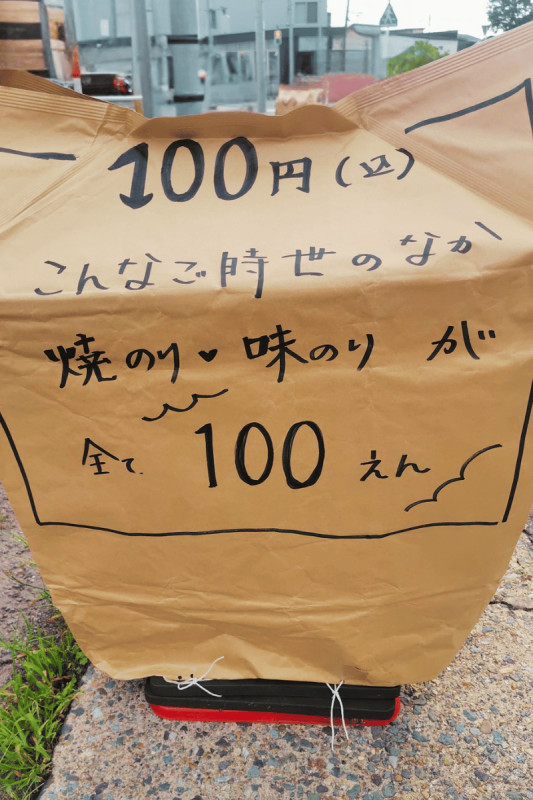 100円(込)
こんなご時世のなか
焼のり♥味のり が
全て 100 えん